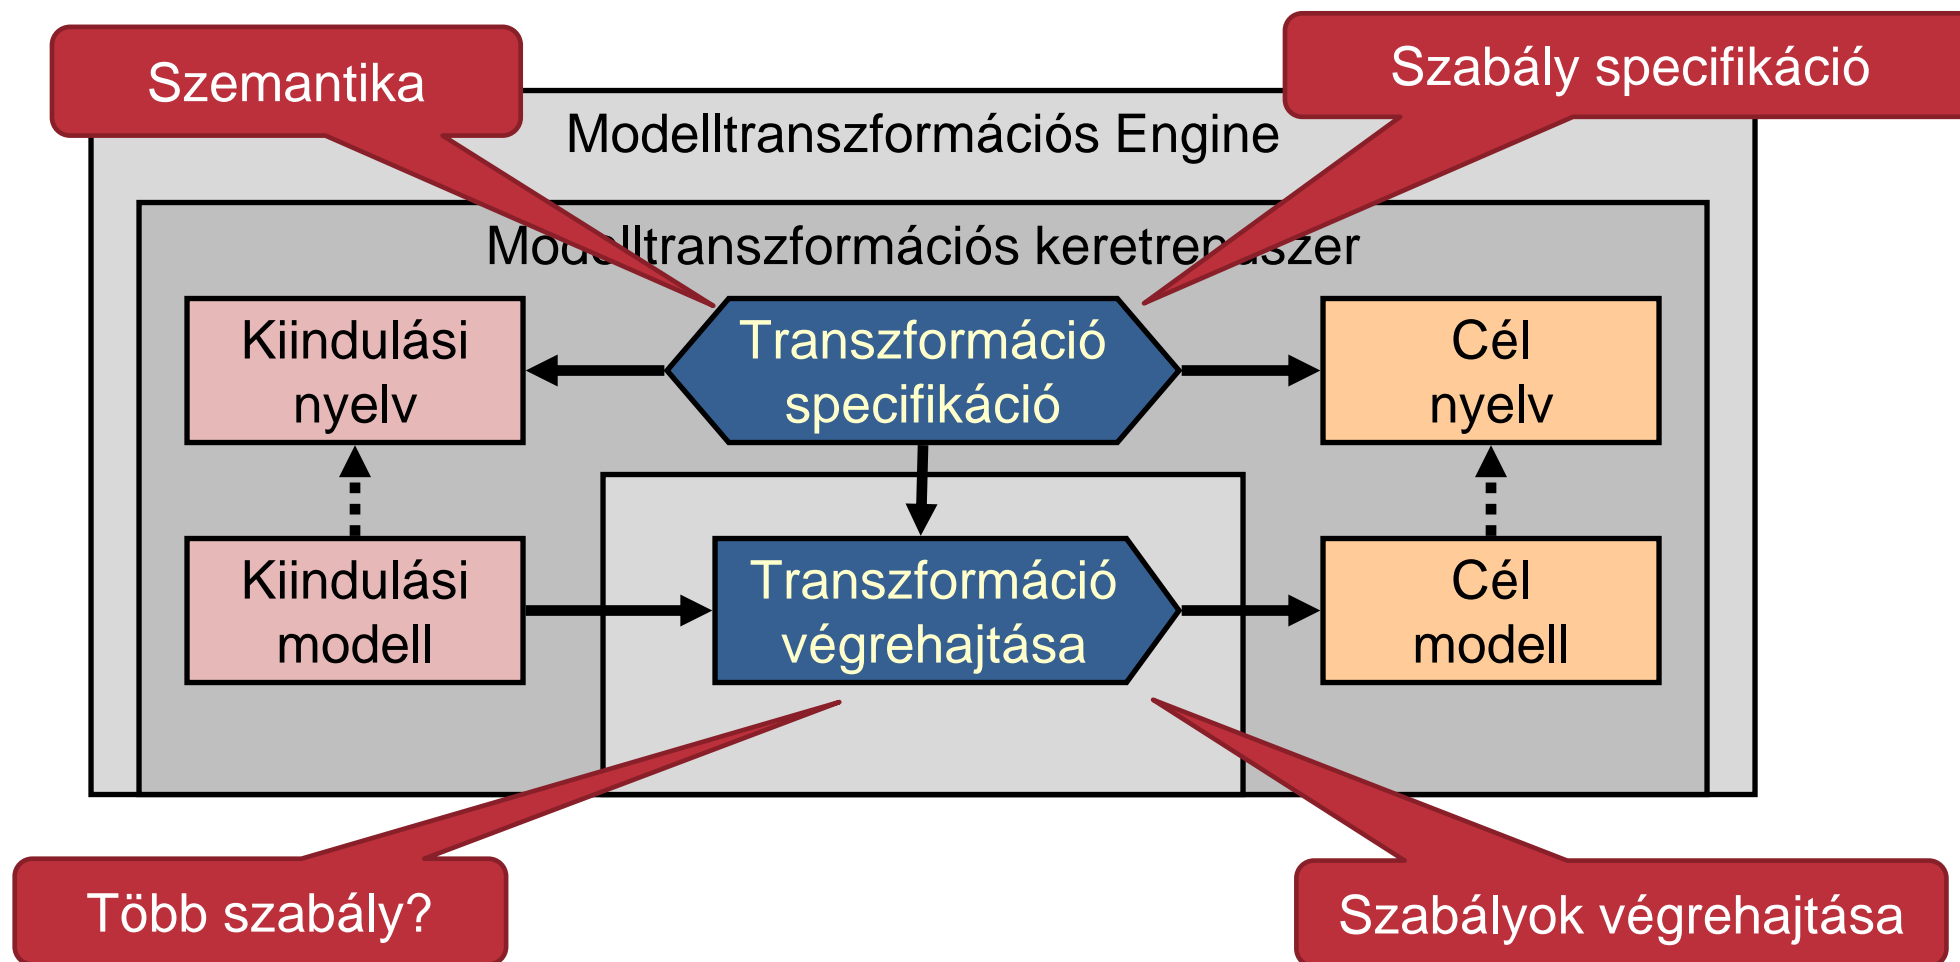 Szemantika
Szabály specifikáció
Modelltranszformációs Engine
Modelltranszformációs keretrendszer
Kiindulási
nyelv
Transzformáció
specifikáció
Cél
nyelv
Kiindulási
modell
Transzformáció
végrehajtása
Cél
modell
Több szabály?
Szabályok végrehajtása